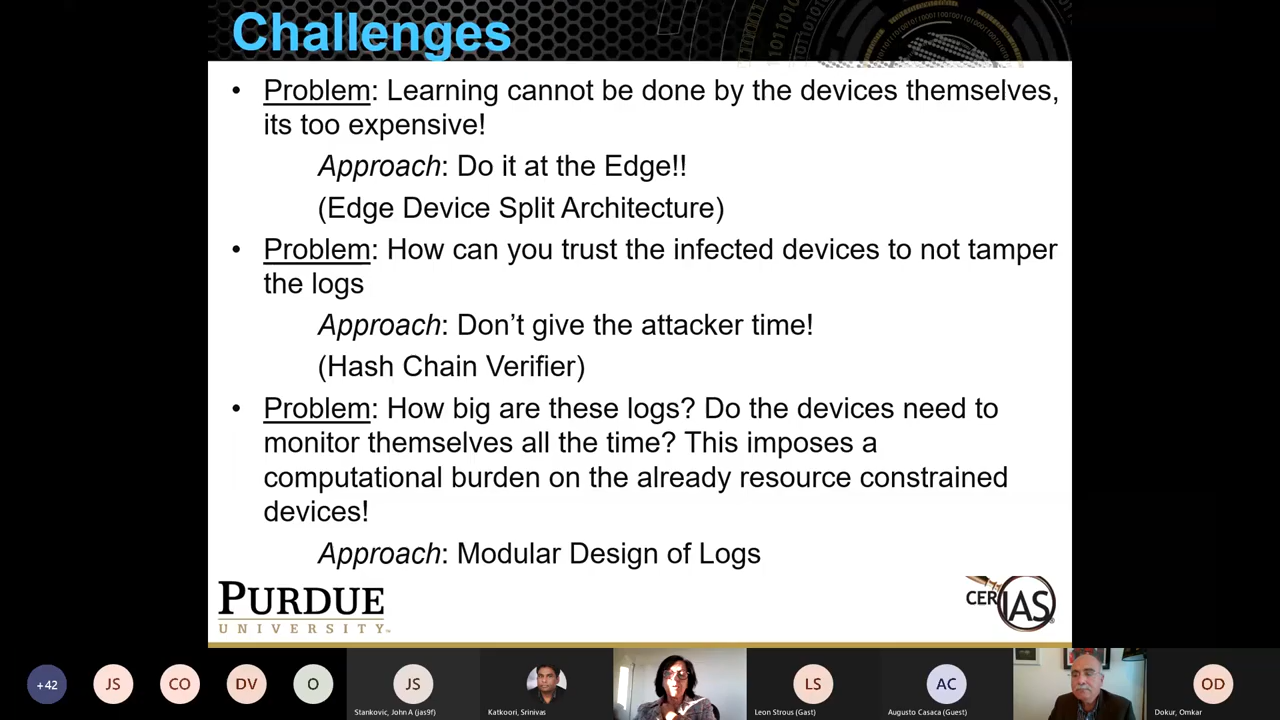 Challenges
• Problem: Learning cannot be done by the devices themselves,
its too expensive!
Approach: Do it at the Edge!!
(Edge Device Split Architecture)
• Problem: How can you trust the infected devices to not tamper
the logs
Approach: Don't give the attacker time!
(Hash Chain Verifier)
• Problem: How big are these logs? Do the devices need to
monitor themselves all the time? This imposes a
computational burden on the already resource constrained
devices!
Approach: Modular Design of Logs
PURDUE
UNIVERSITY
CERIAS
+42
JS
CO
DV
O
JS
LS
AC
OD
Stankovic, John A (jas9f)
Katkoori, Srinivas
Leon Strous (Gast)
Augusto Casaca (Guest)
Dokur, Omkar